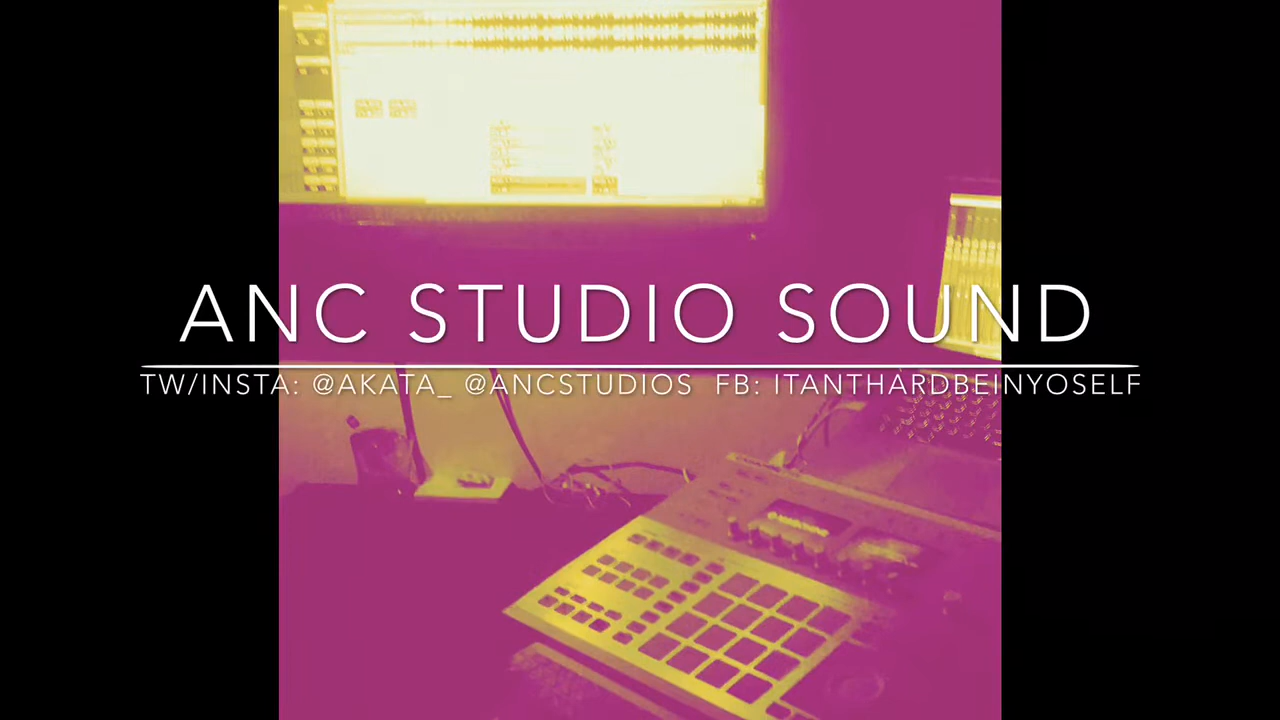 ANC STUDIO SOUND
TW/INSTA: @AKATA_ @ANCSTUDIOS FB: ITANTHARDBEINYOSELF